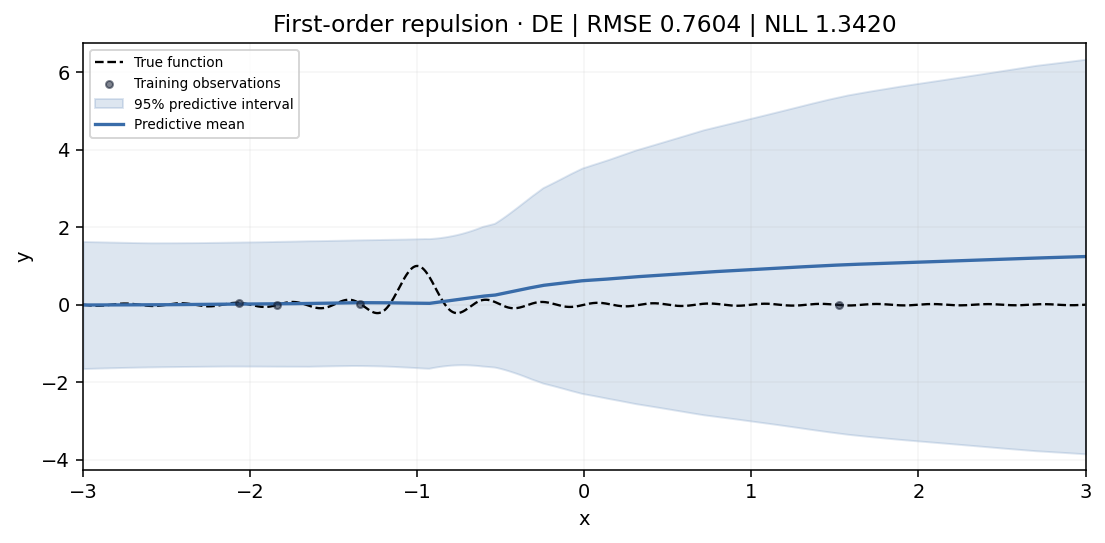 First-order repulsion · DE | RMSE 0.7604 | NLL 1.3420
True function
Training observations
95% predictive interval
Predictive mean
y
6
4
2
0
−2
−4
−3
−2
−1
0
1
2
3
x